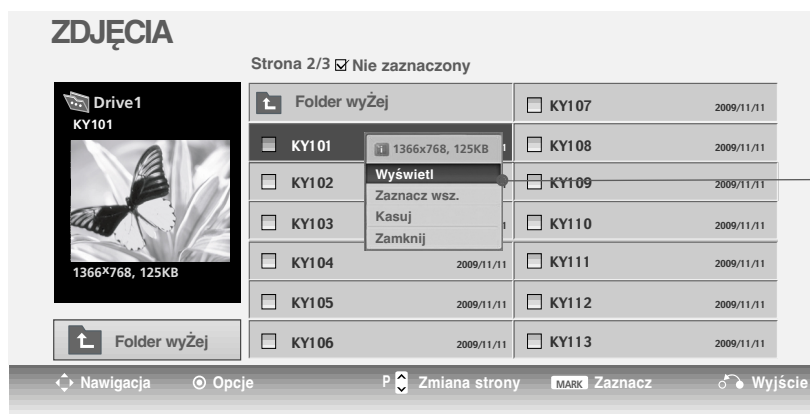 ZDJĘCIA
Strona 2/3 Nie zaznaczony
Drive1
KY101
1366x768, 125KB
Folder wyŻej
Folder wyŻej
KY101
KY102
KY103
KY104 2009/11/11
KY105 2009/11/11
KY106 2009/11/11
1366x768, 125KB
Wyświetl
Zaznacz wsz.
Kasuj
Zamknij
KY107 2009/11/11
KY108 2009/11/11
KY109 2009/11/11
KY110 2009/11/11
KY111 2009/11/11
KY112 2009/11/11
KY113 2009/11/11
Nawigacja Opcje P Zmiana strony MARK Zaznacz Wyjście